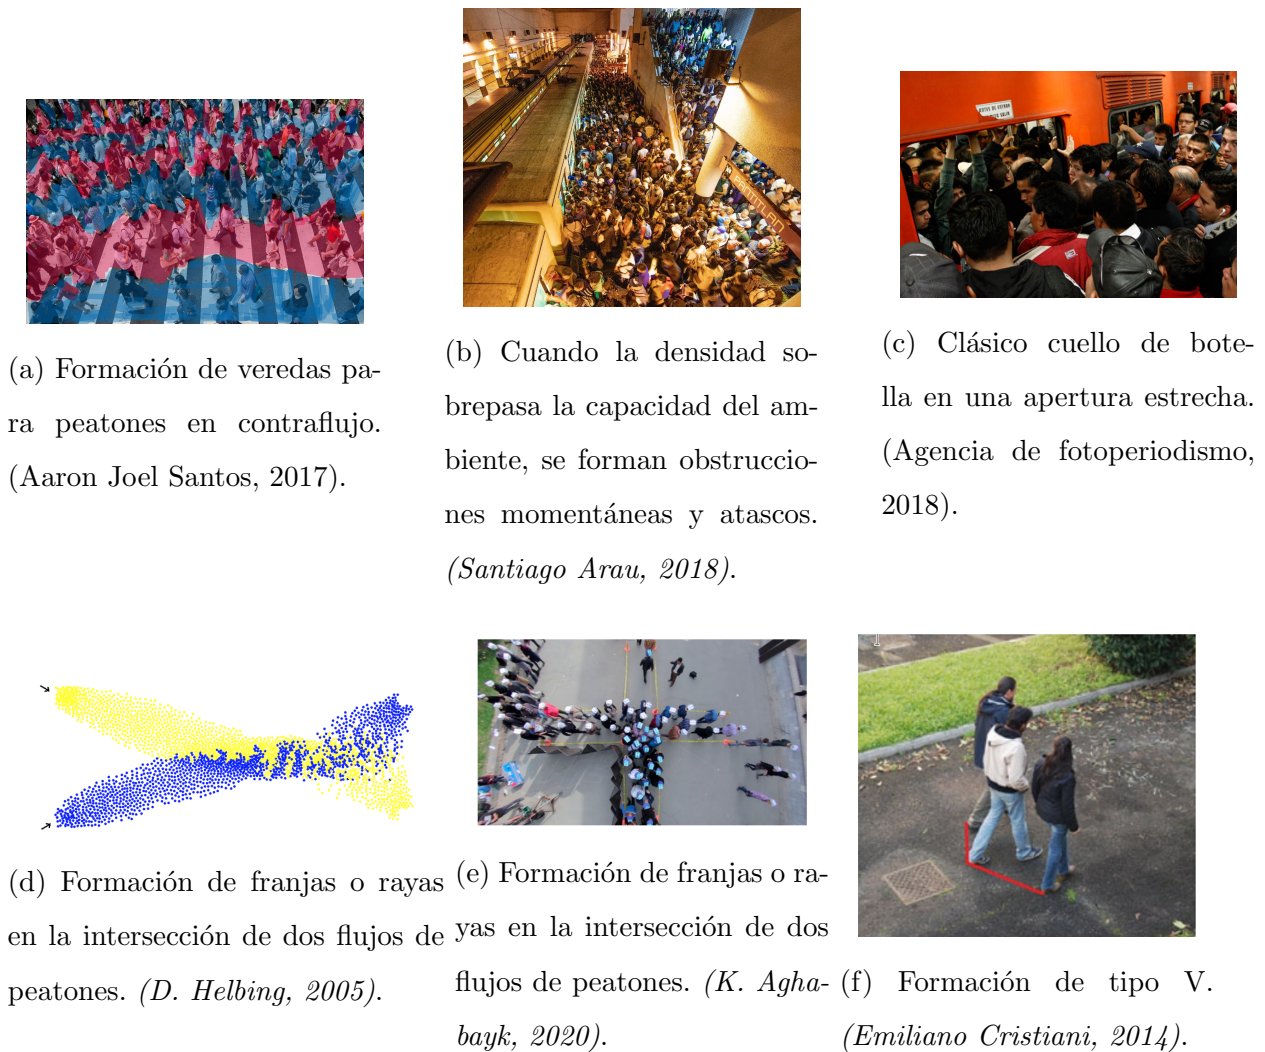 (a) Formación de veredas pa-
ra peatones en contraflujo.
(Aaron Joel Santos, 2017).
(b) Cuando la densidad so-
brepasa la capacidad del am-
biente, se forman obstruccio-
nes momentáneas y atascos.
(Santiago Arau, 2018).
(c) Clásico cuello de bote-
lla en una apertura estrecha.
(Agencia de fotoperiodismo,
2018).
(d) Formación de franjas o rayas
en la intersección de dos flujos de
peatones. (D. Helbing, 2005).
(e) Formación de franjas o ra-
yas en la intersección de dos
flujos de peatones. (K. Agha-
bayk, 2020).
(f) Formación de tipo V.
(Emiliano Cristiani, 2014).